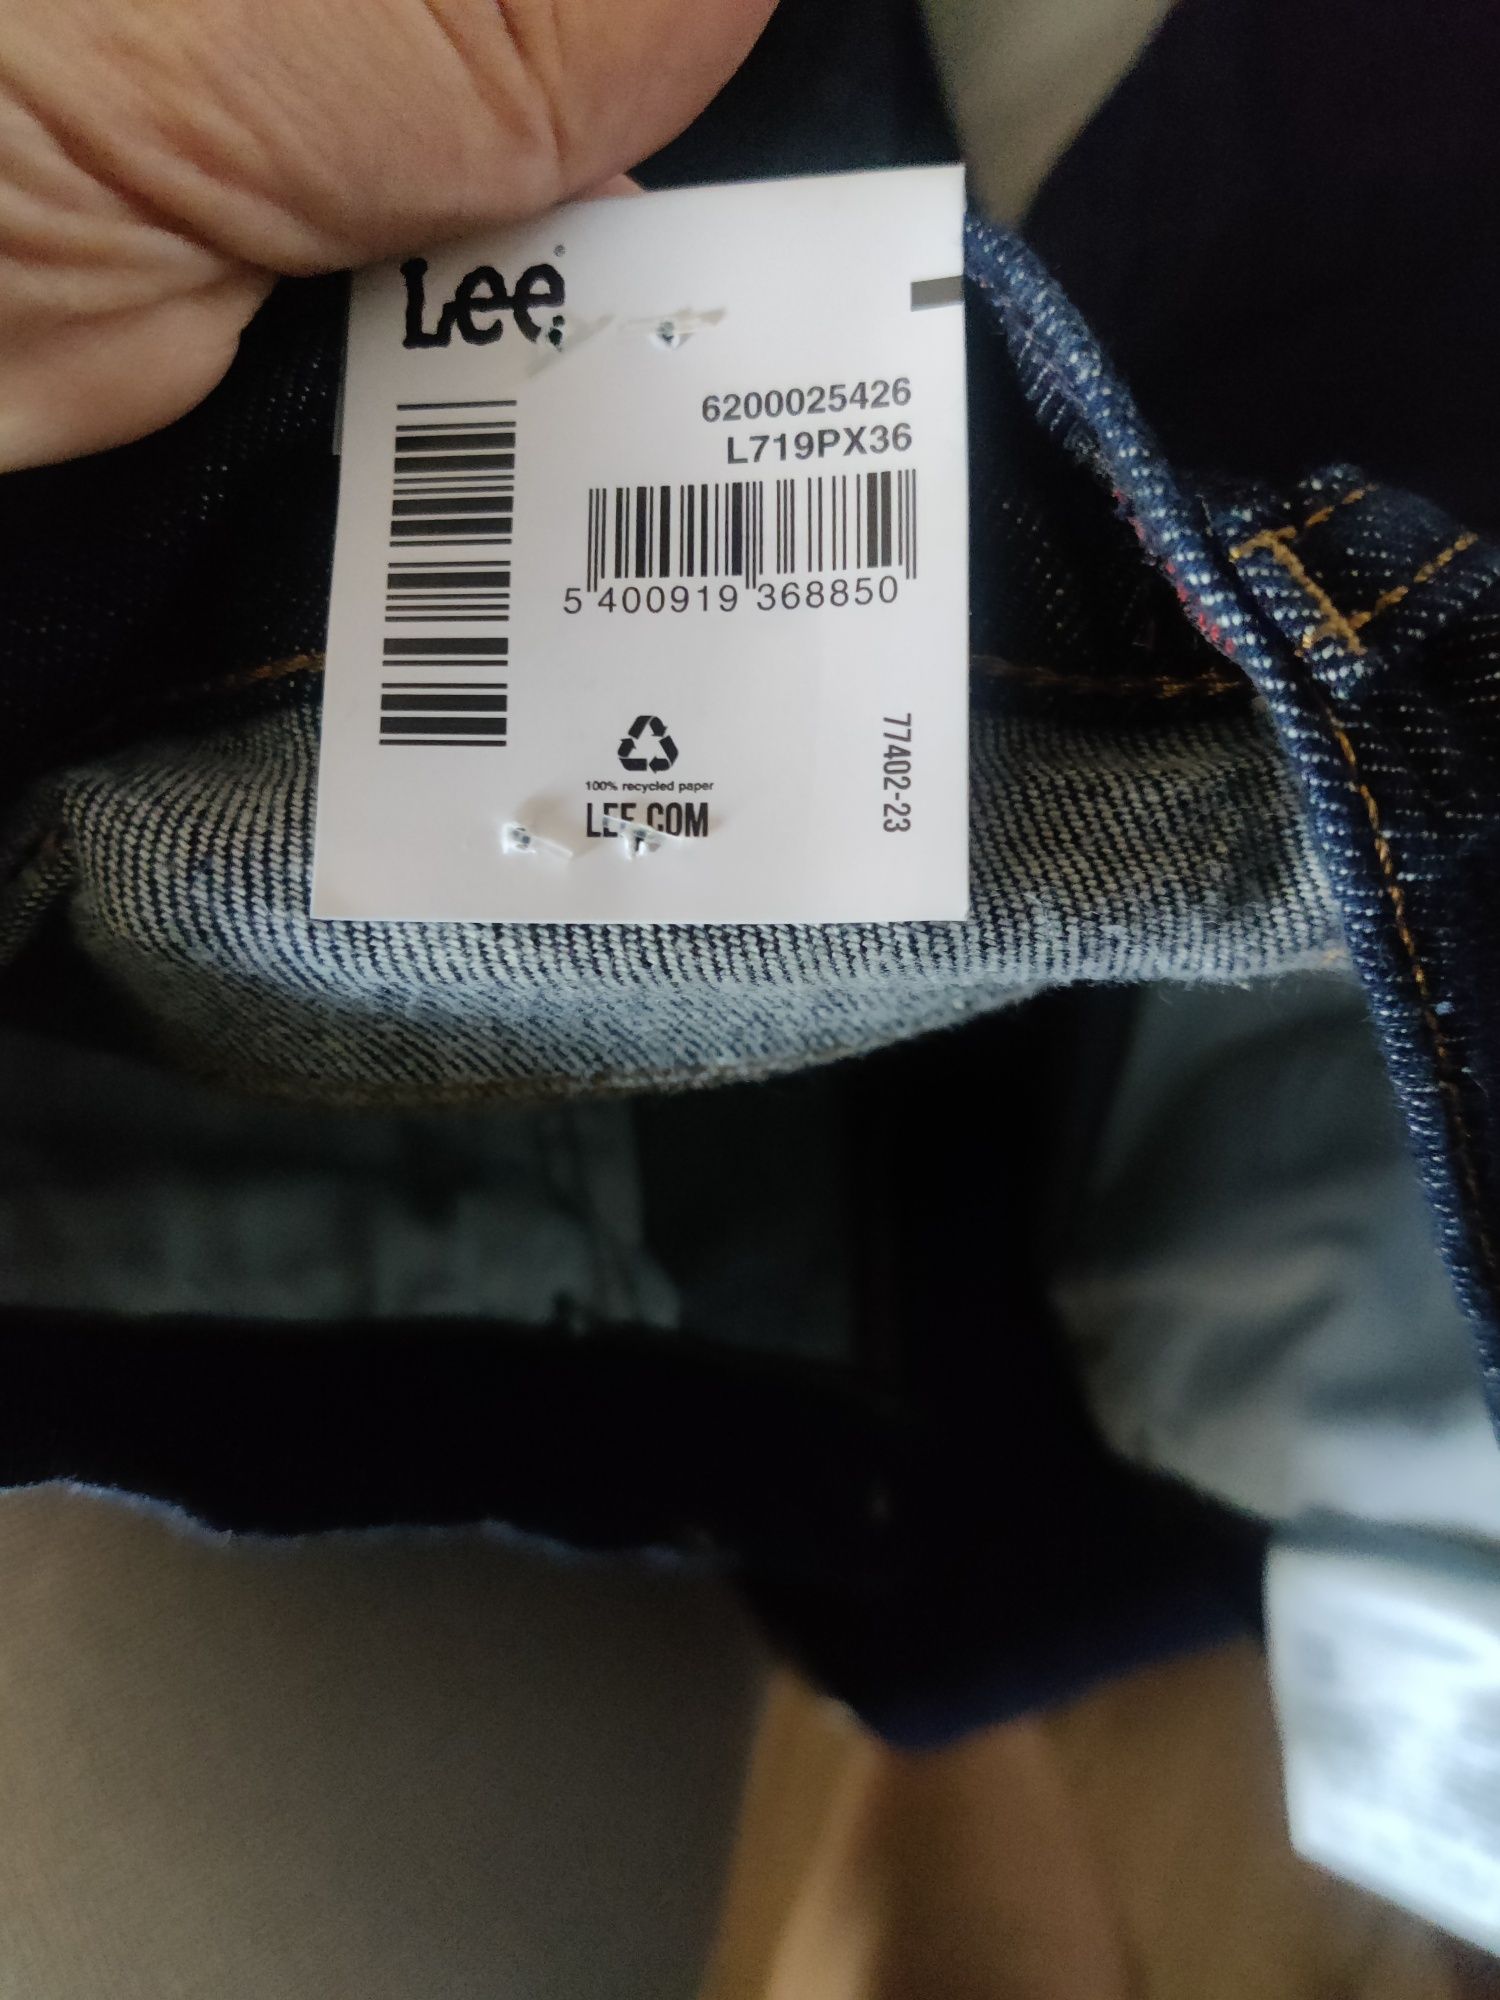 Lee®
6200025426
L719PX36
5 400919 368850
77402-23
100% recycled paper
LEE.COM